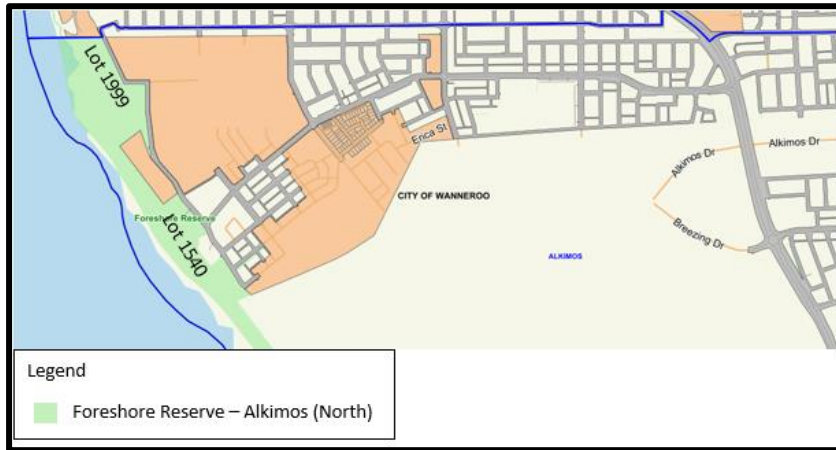 Lot 1999
Erica St
Alkimos Dr
Alkimos Dr
CITY OF WANNEROO
Foreshore Reserve
Lot 1540
Breezing Dr
ALKIMOS
Legend
Foreshore Reserve – Alkimos (North)